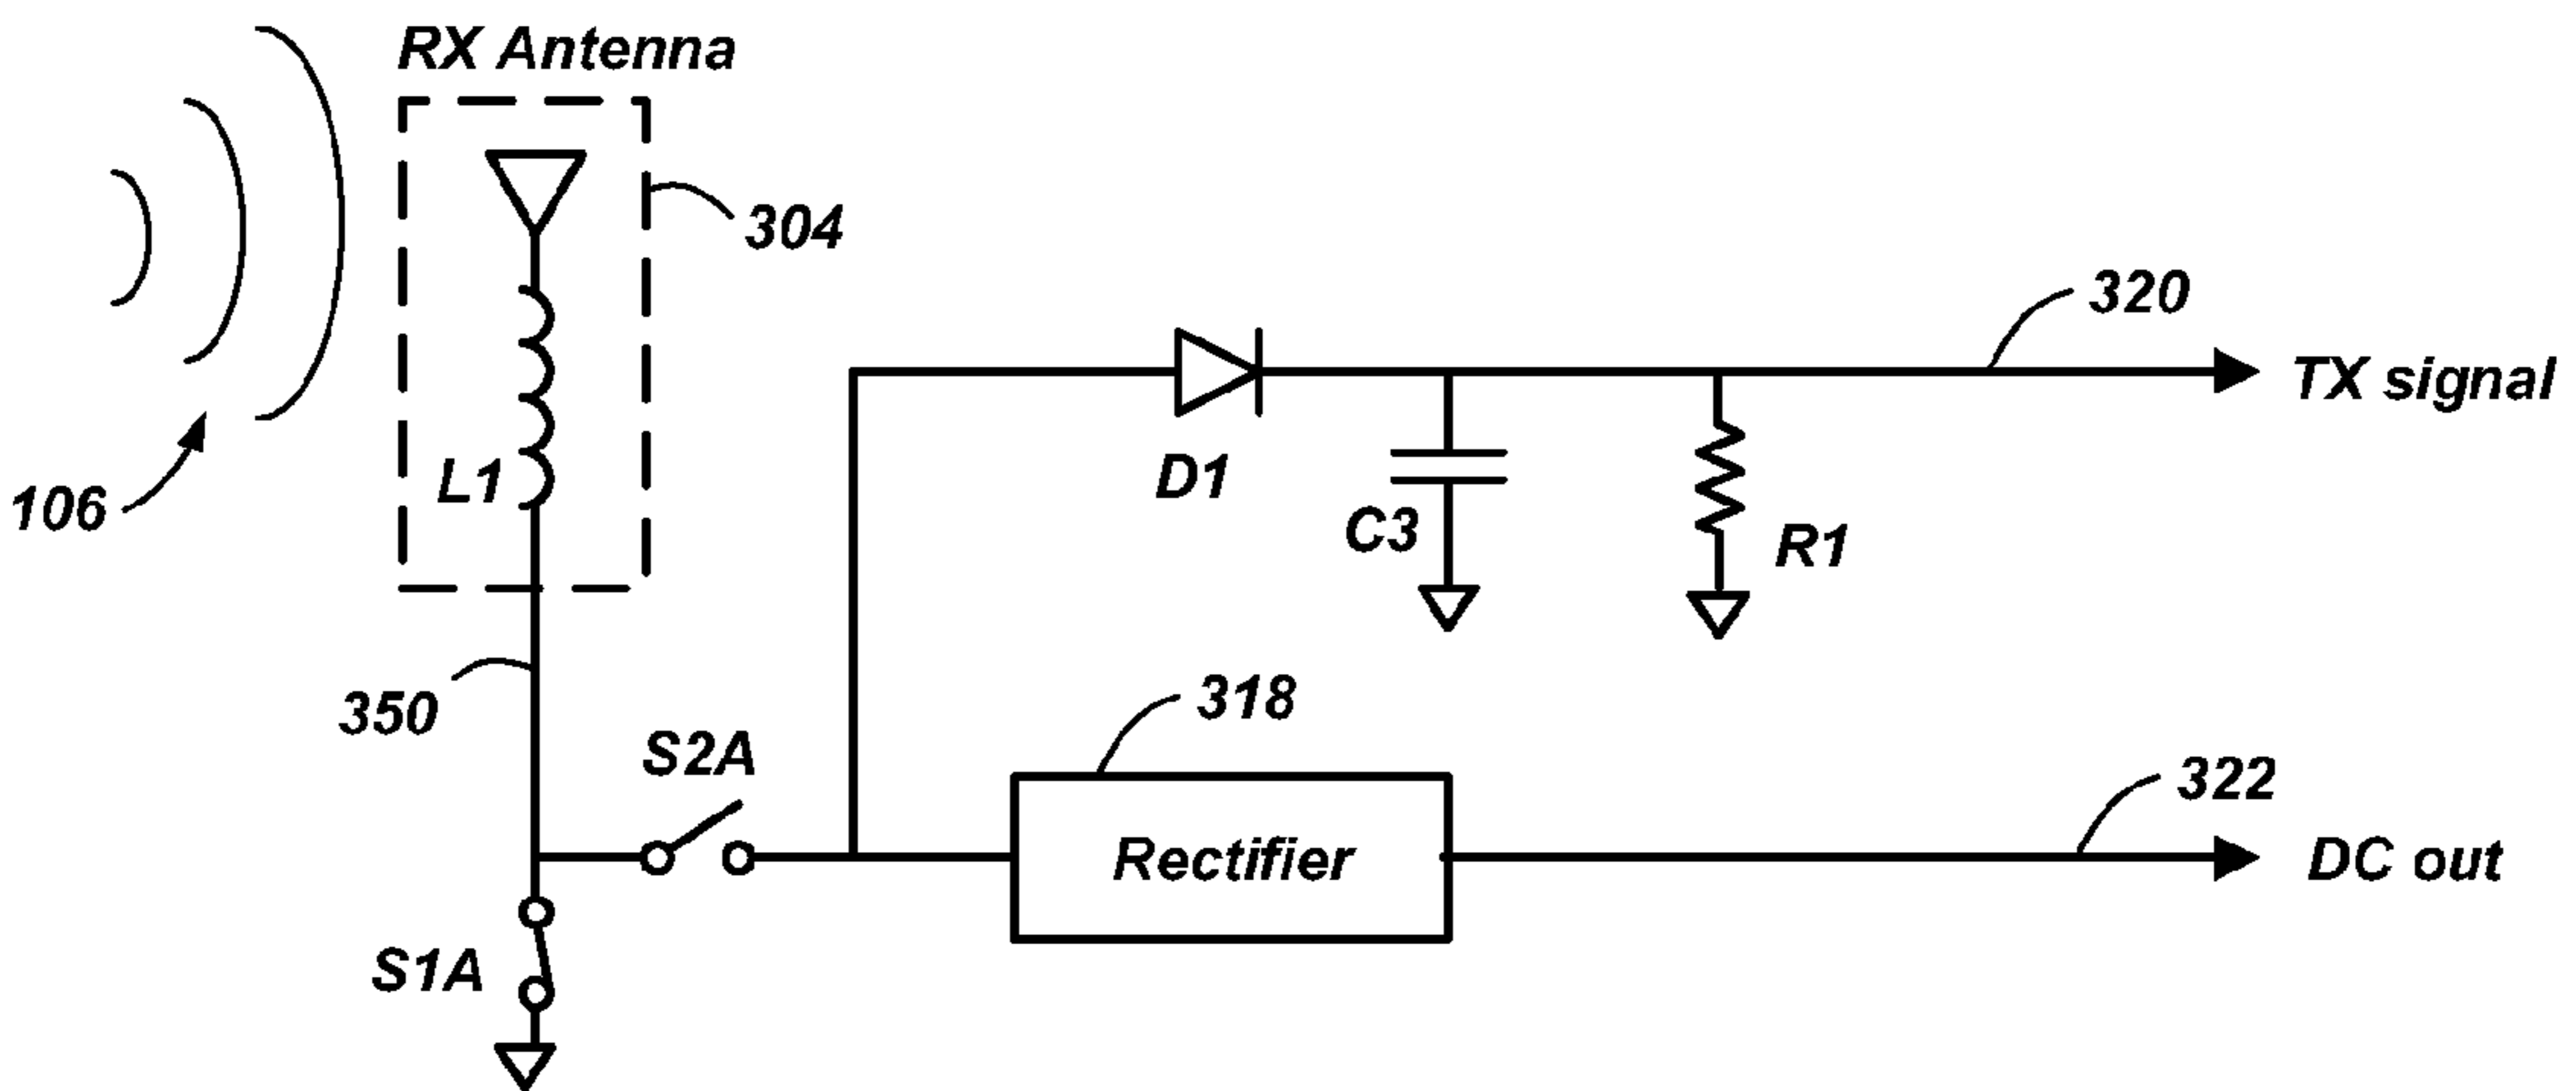 RX Antenna
304
320
TX signal
L1
D1
106
C3
R1
350
318
S2A
322
Rectifier
DC out
S1A